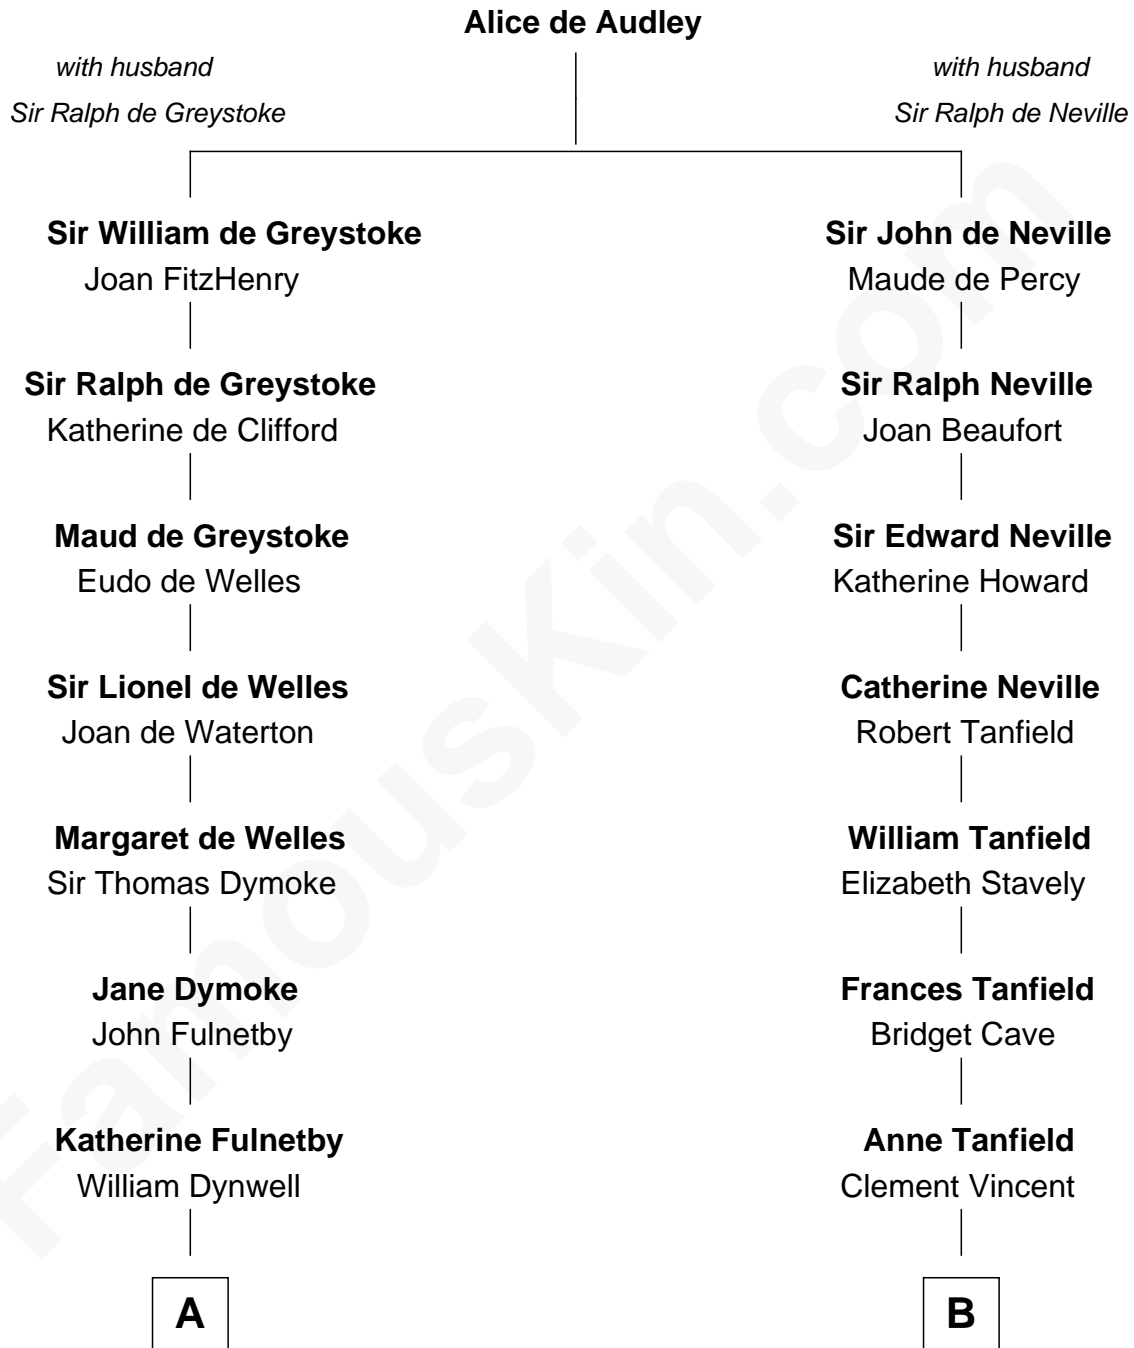 Alice de Audley
with husband
Sir Ralph de Greystoke
with husband
Sir Ralph de Neville
Sir William de Greystoke
Joan FitzHenry
Sir Ralph de Greystoke
Katherine de Clifford
Maud de Greystoke
Eudo de Welles
Sir Lionel de Welles
Joan de Waterton
Margaret de Welles
Sir Thomas Dymoke
Jane Dymoke
John Fulnetby
Katherine Fulnetby
William Dynwell
A
Sir John de Neville
Maude de Percy
Sir Ralph Neville
Joan Beaufort
Sir Edward Neville
Katherine Howard
Catherine Neville
Robert Tanfield
William Tanfield
Elizabeth Stavely
Frances Tanfield
Bridget Cave
Anne Tanfield
Clement Vincent
B
FamousKin.com